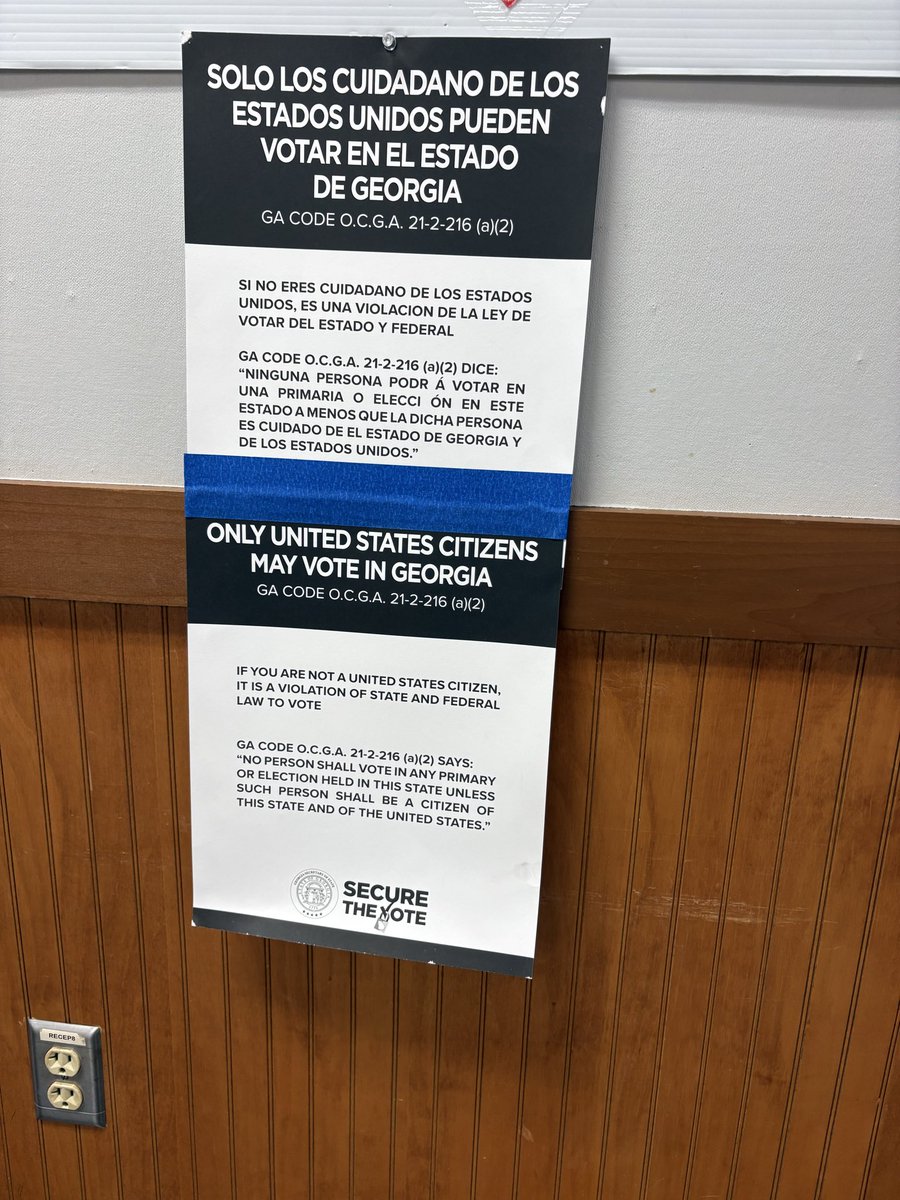 SOLO LOS CUIDADANO DE LOS
ESTADOS UNIDOS PUEDEN
VOTAR EN EL ESTADO
DE GEORGIA
GA CODE O.C.G.A. 21-2-216 (a)(2)
SI NO ERES CUIDADANO DE LOS ESTADOS
UNIDOS, ES UNA VIOLACION DE LA LEY DE
VOTAR DEL ESTADO Y FEDERAL
GA CODE O.C.G.A. 21-2-216 (a)(2) DICE:
“NINGUNA PERSONA PODR Á VOTAR EN
UNA PRIMARIA O ELECCI ÓN EN ESTE
ESTADO A MENOS QUE LA DICHA PERSONA
ES CUIDADO DE EL ESTADO DE GEORGIA Y
DE LOS ESTADOS UNIDOS.”
ONLY UNITED STATES CITIZENS
MAY VOTE IN GEORGIA
GA CODE O.C.G.A. 21-2-216 (a)(2)
IF YOU ARE NOT A UNITED STATES CITIZEN,
IT IS A VIOLATION OF STATE AND FEDERAL
LAW TO VOTE
GA CODE O.C.G.A. 21-2-216 (a)(2) SAYS:
“NO PERSON SHALL VOTE IN ANY PRIMARY
OR ELECTION HELD IN THIS STATE UNLESS
SUCH PERSON SHALL BE A CITIZEN OF
THIS STATE AND OF THE UNITED STATES.”
SECURE
THE VOTE
RECEP8